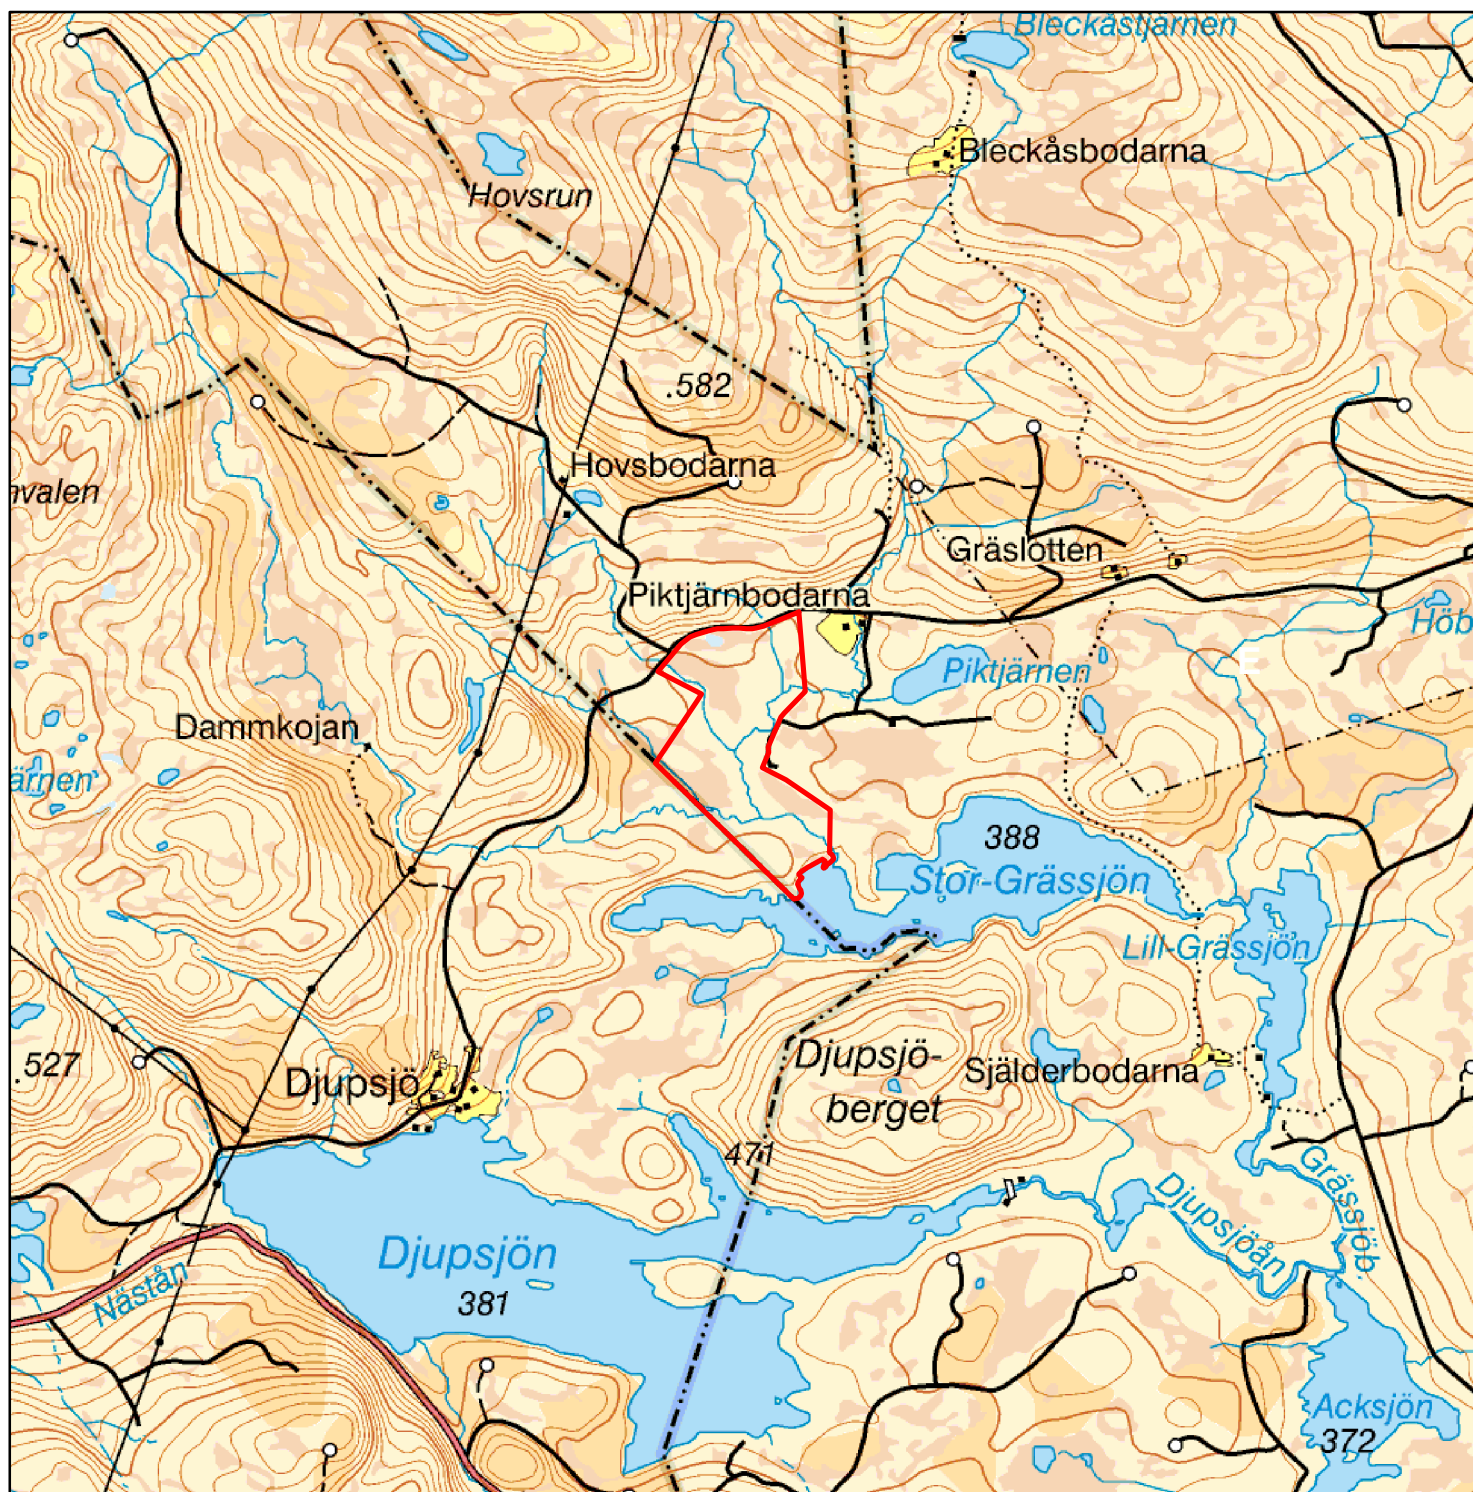 Bleckåstjärnen
Bleckåsbodarna
Hovsrun
.582
Hovsbodarna
nvalen
Gräslotten
Piktjärnbodarna
Höb
E
Piktjärnen
Dammkojan
ärnen
388
Stor-Grässjön
Lill-Grässjön
.527
Djupsjö
Djupsjö-
berget
Själderbodarna
471
Grässjöb.
Djupsjöån
Djupsjön
381
Nästån
Acksjön
372